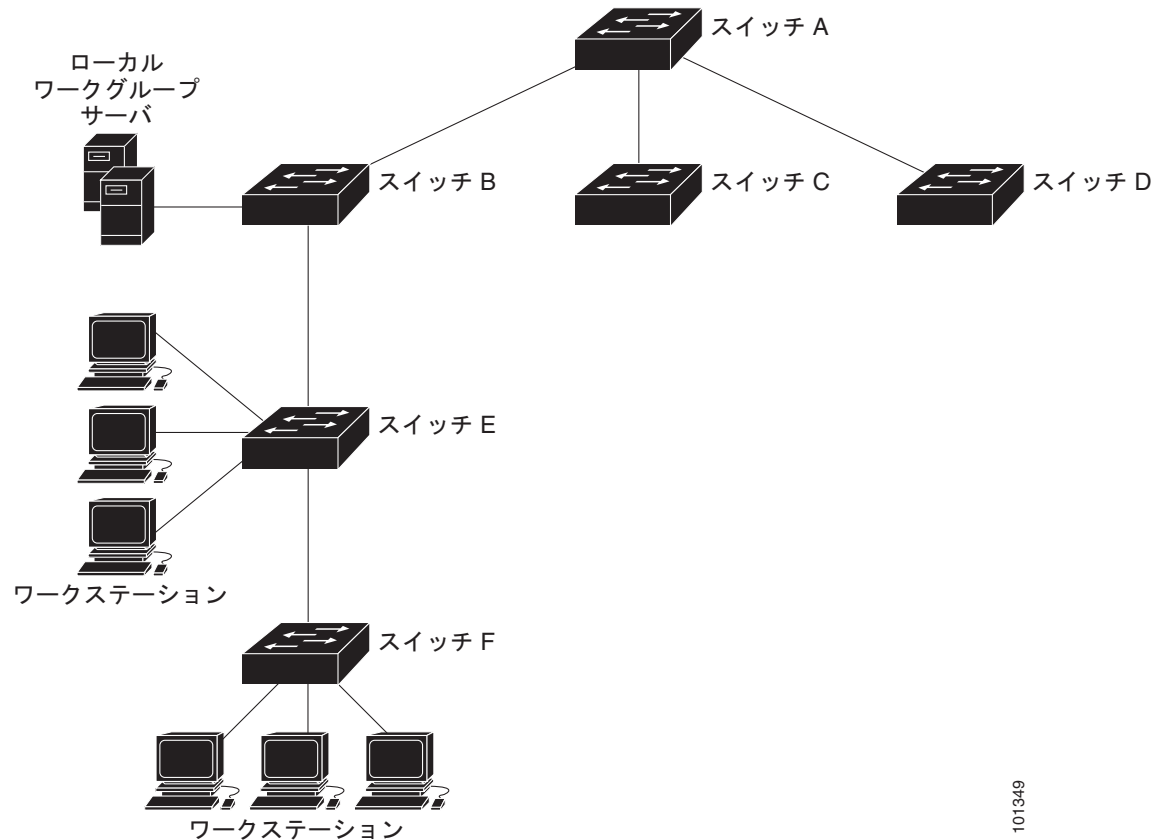 スイッチ A
ローカル
ワークグループ
サーバ
スイッチ B
スイッチ C
スイッチ D
スイッチ E
ワークステーション
スイッチ F
ワークステーション
101349